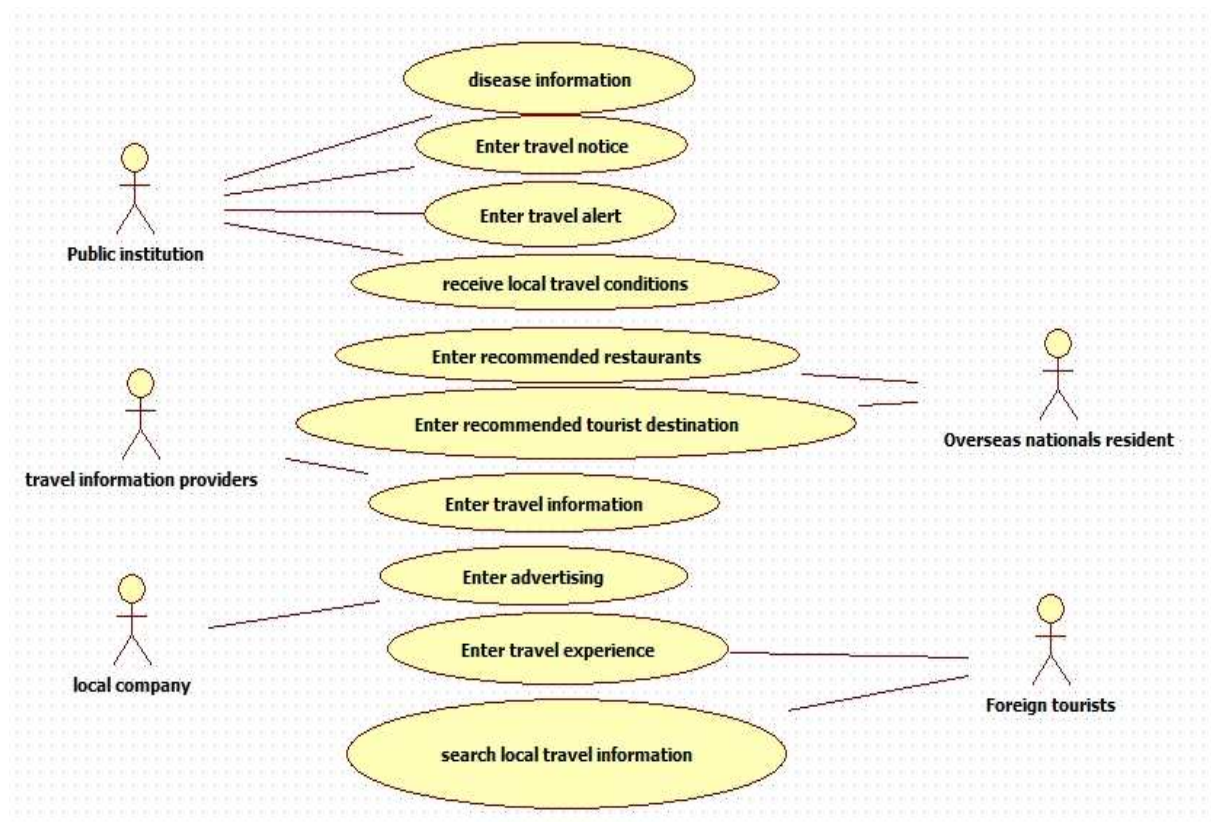 disease information
Enter travel notice
Enter travel alert
Public institution
receive local travel conditions
Enter recommended restaurants
Enter recommended tourist destination
Overseas nationals resident
travel information providers
Enter travel information
Enter advertising
Enter travel experience
local company
Foreign tourists
search local travel information